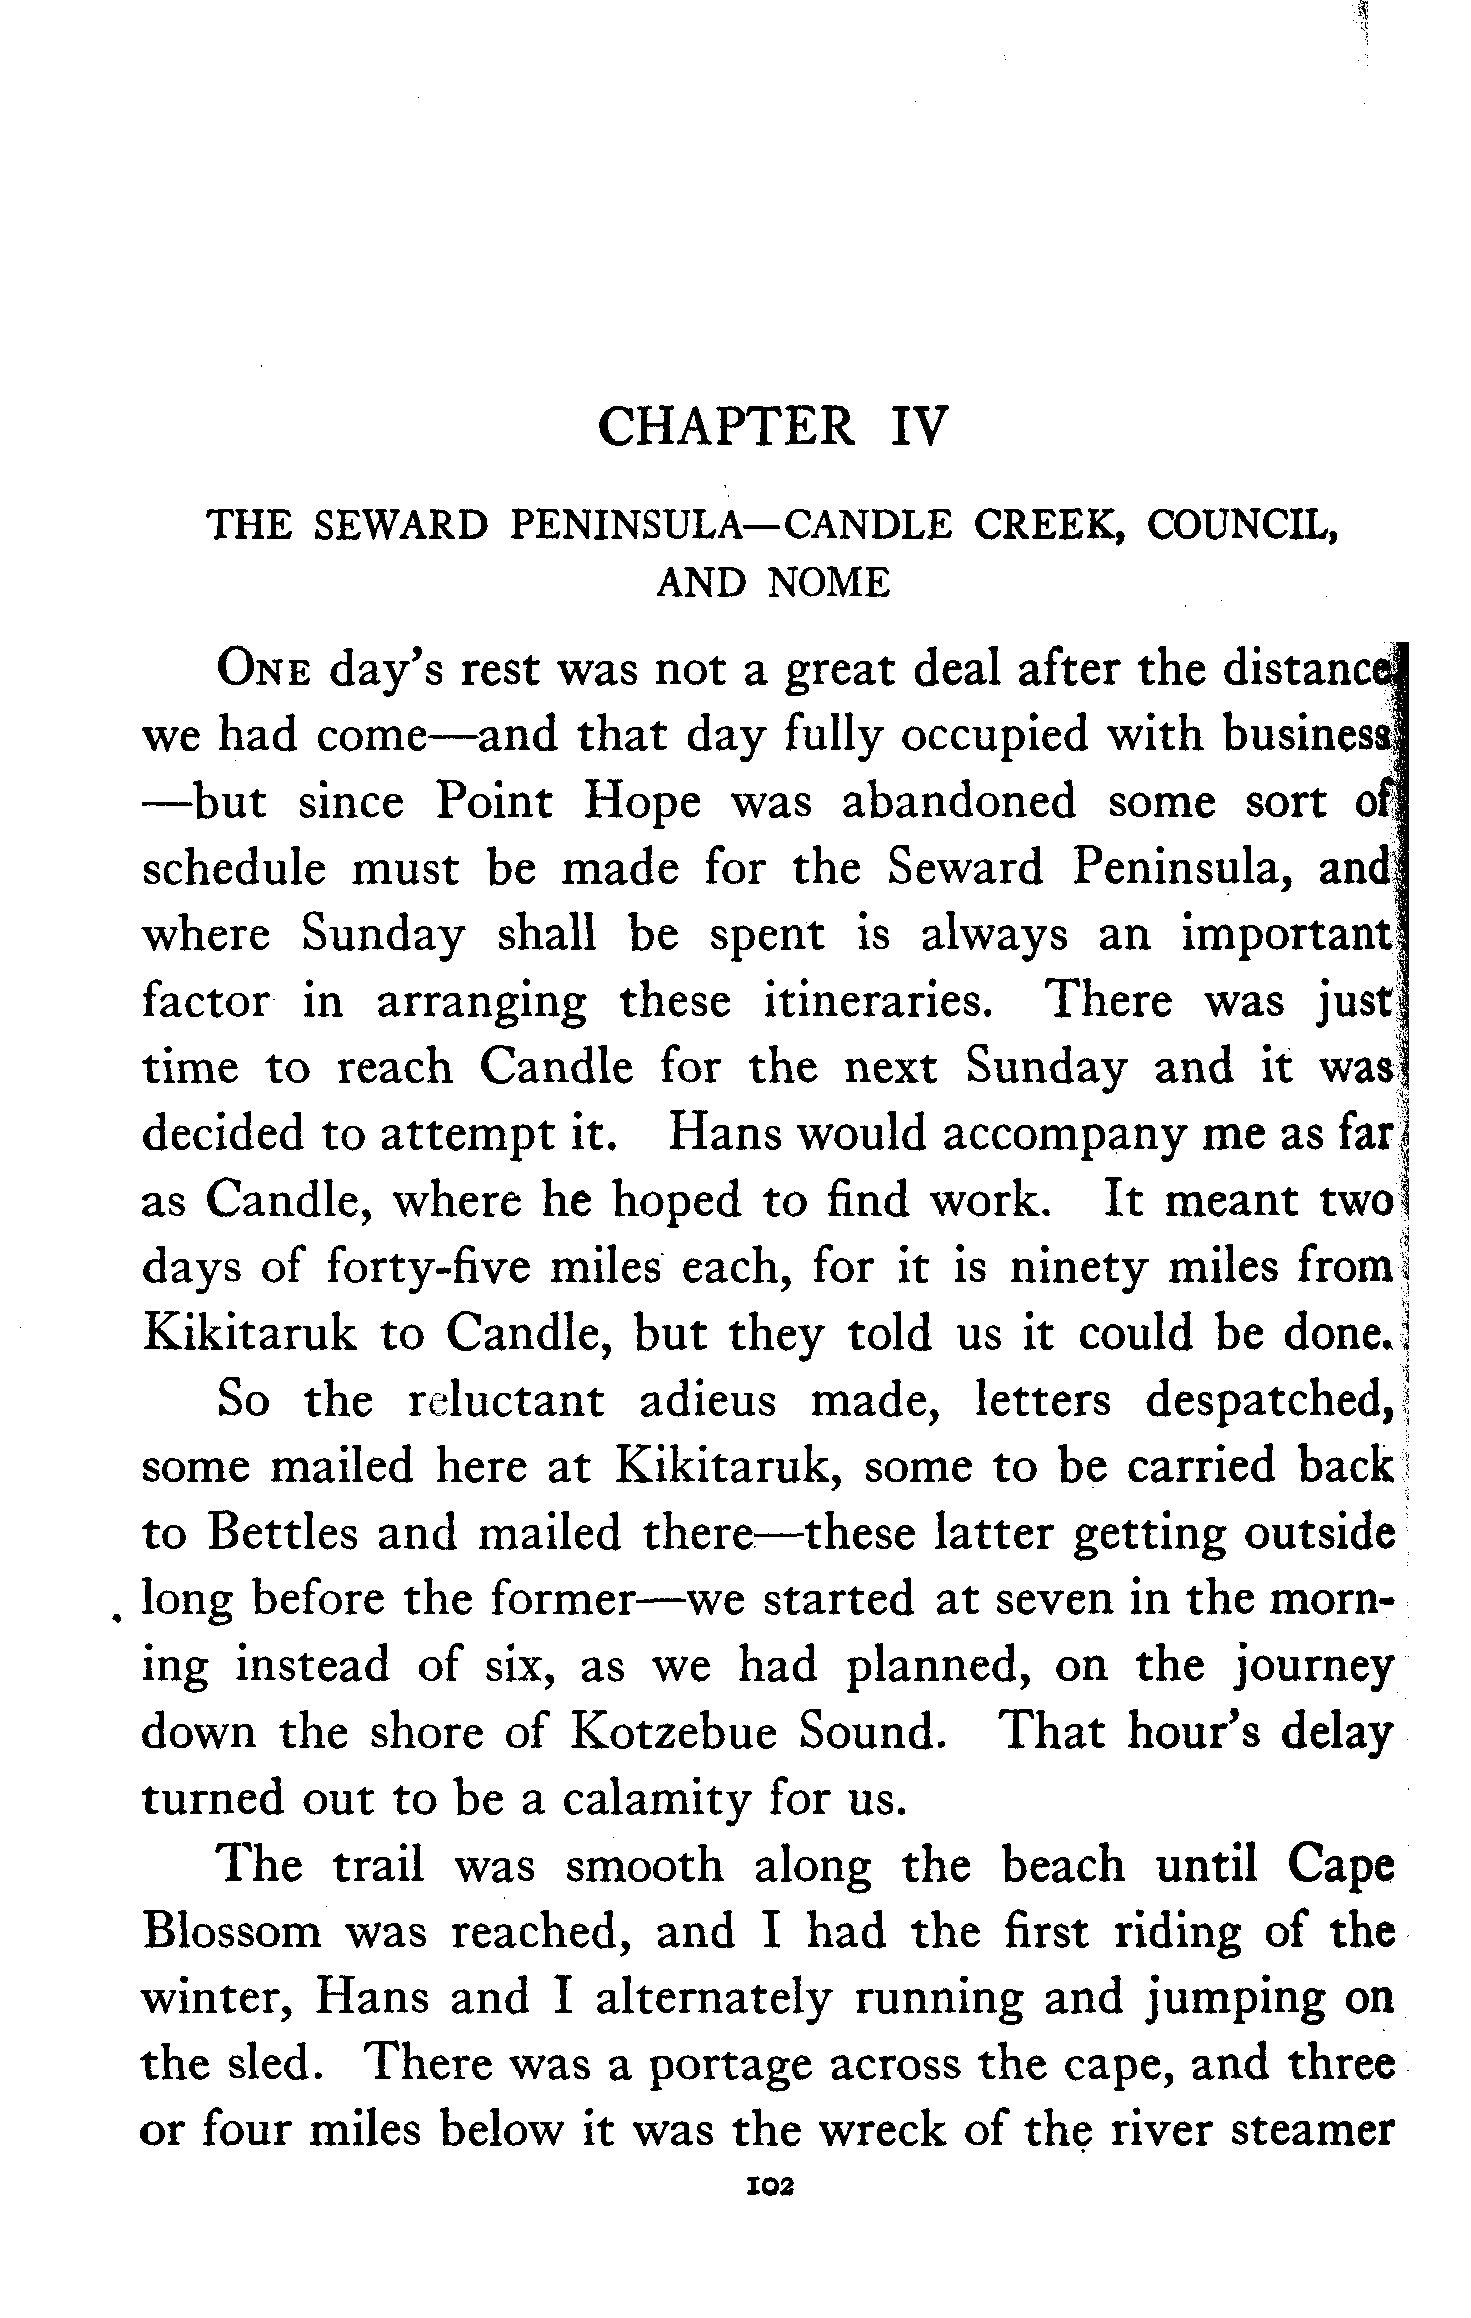 CHAPTER IV
THE SEWARD PENINSULA—CANDLE CREEK, COUNCIL,
AND NOME
ONE day's rest was not a great deal after the distance
we had come—and that day fully occupied with business
—but since Point Hope was abandoned some sort of
schedule must be made for the Seward Peninsula, and
where Sunday shall be spent is always an important
factor in arranging these itineraries. There was just
time to reach Candle for the next Sunday and it was
decided to attempt it. Hans would accompany me as far
as Candle, where he hoped to find work. It meant two
days of forty-five miles each, for it is ninety miles from
Kikitaruk to Candle, but they told us it could be done.
So the reluctant adieus made, letters despatched,
some mailed here at Kikitaruk, some to be carried back
to Bettles and mailed there—these latter getting outside
long before the former—we started at seven in the morn-
ing instead of six, as we had planned, on the journey
down the shore of Kotzebue Sound. That hour's delay
turned out to be a calamity for us.
The trail was smooth along the beach until Cape
Blossom was reached, and I had the first riding of the
winter, Hans and I alternately running and jumping on
the sled. There was a portage across the cape, and three
or four miles below it was the wreck of the river steamer
102